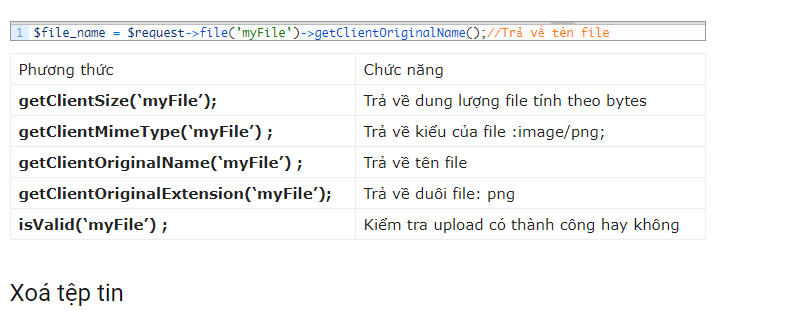 1 $file_name = $request->file('myFile')->getClientOriginalName();//Trả về tên file
Phương thức Chức năng
getClientSize(‘myFile’); Trả về dung lượng file tính theo bytes
getClientMimeType(‘myFile’) ; Trả về kiểu của file :image/png;
getClientOriginalName(‘myFile’) ; Trả về tên file
getClientOriginalExtension(‘myFile’); Trả về duôi file: png
isValid(‘myFile’) ; Kiểm tra upload có thành công hay không
Xoá tệp tin